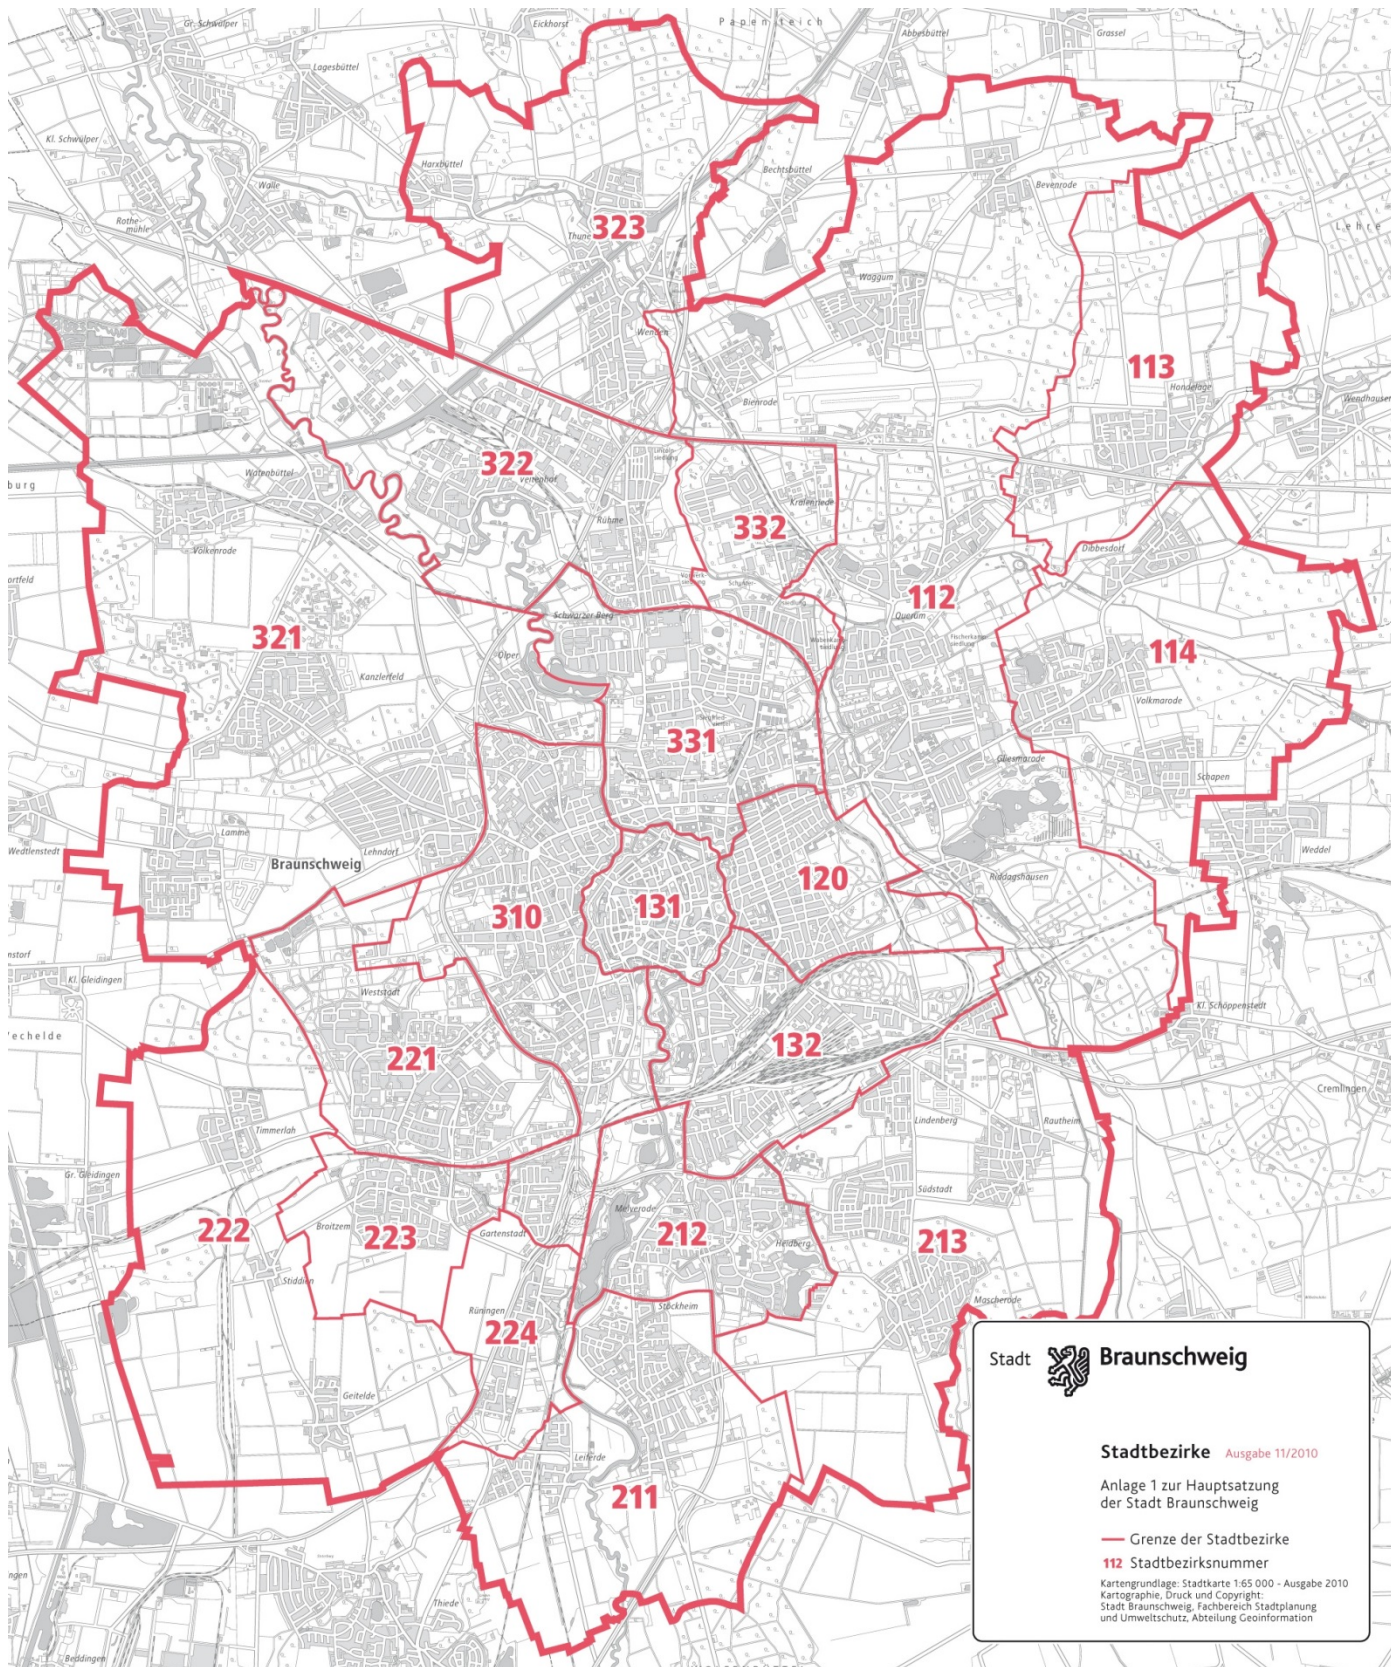 Gr. Schwülper
Eickhorst
Papenteich
Abbesbüttel
Grassel
Lagesbüttel
Kl. Schwülper
Harxbüttel
Bechtsbüttel
Walle
Bevenrode
Rothe-
mühle
Thune
323
Lehre
Waggum
Wenden
113
Hondelage
Wendhausen
Bienrode
322
Veltenhof
Watenbüttel
Kralenriede
332
Rühme
Völkenrode
Dibbesdorf
112
Schwarzer Berg
Querum
321
Ölper
114
Kanzlerfeld
Volkmarode
331
Gliesmarode
Schapen
Lamme
Lehndorf
Wedtlenstedt
Braunschweig
Weddel
Riddagshausen
120
310
131
Kl. Gleidingen
Weststadt
Kl. Schöppenstedt
221
132
Cremlingen
Timmerlah
Lindenberg
Rautheim
Gr. Gleidingen
Südstadt
222
Broitzem
223
Gartenstadt
Melverode
212
Heidberg
213
Stiddien
Mascherode
Rüningen
Stöckheim
224
Geitelde
Leiferde
211
Thiede
Beddingen
Stadt Braunschweig
Stadtbezirke Ausgabe 11/2010
Anlage 1 zur Hauptsatzung
der Stadt Braunschweig
Grenze der Stadtbezirke
112 Stadtbezirksnummer
Kartengrundlage: Stadtkarte 1:65 000 - Ausgabe 2010
Kartographie, Druck und Copyright:
Stadt Braunschweig, Fachbereich Stadtplanung
und Umweltschutz, Abteilung Geoinformation